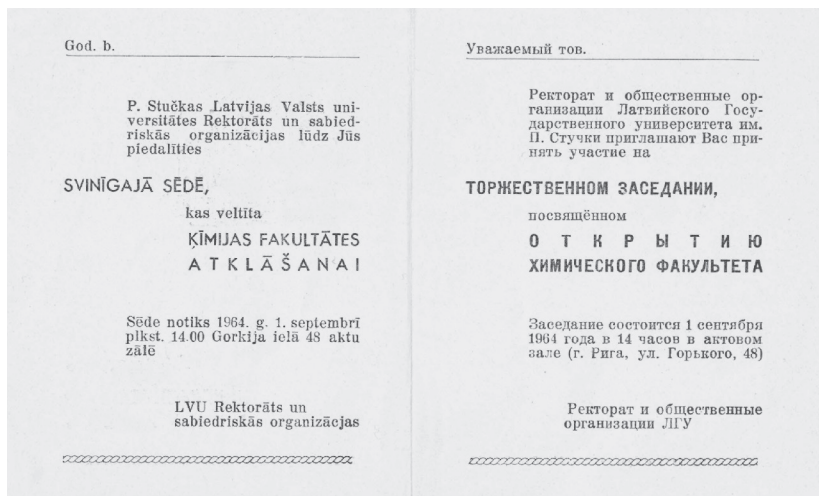 God. b.
P. Stučkas Latvijas Valsts uni-
versitātes Rektorāts un sabied-
riskās organizācijas lūdz Jūs
piedalīties
SVINĪGAJĀ SĒDĒ,
kas veltīta
ĶĪMIJAS FAKULTĀTES
ATKLĀŠANAI
Sēde notiks 1964. g. 1. septembrī
plkst. 14.00 Gorkija ielā 48 aktu
zālē
LVU Rektorāts un
sabiedriskās organizācjas
Уважаемый тов.
Ректорат и общественные ор-
ганизации Латвийского Госу-
дарственного университета им.
П. Стучки приглашают Вас при-
нять участие на
ТОРЖЕСТВЕННОМ ЗАСЕДАНИИ,
посвящённом
ОТКРЫТИЮ
ХИМИЧЕСКОГО ФАКУЛЬТЕТА
Заседание состоится 1 сентября
1964 года в 14 часов в актовом
зале (г. Рига, ул. Горького, 48)
Ректорат и общественные
организации ЛГУ